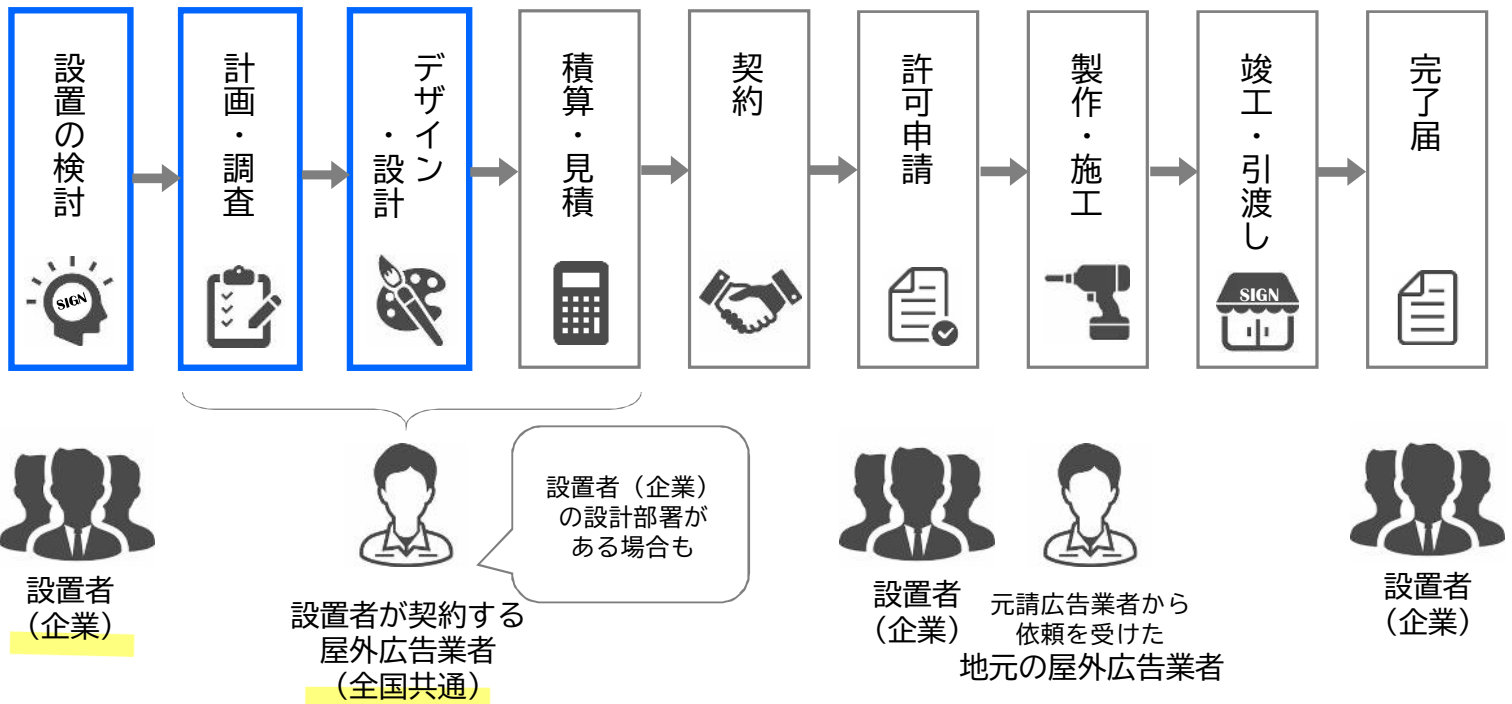 設置の検討
計画・調査
デザイン
・設計
積算・見積
契約
許可申請
製作・施工
竣工・引渡し
完了届
SIGN
SIGN
設置者（企業）
の設計部署が
ある場合も
設置者
（企業）
設置者が契約する
屋外広告業者
（全国共通）
設置者
（企業）
元請広告業者から
依頼を受けた
地元の屋外広告業者
設置者
（企業）